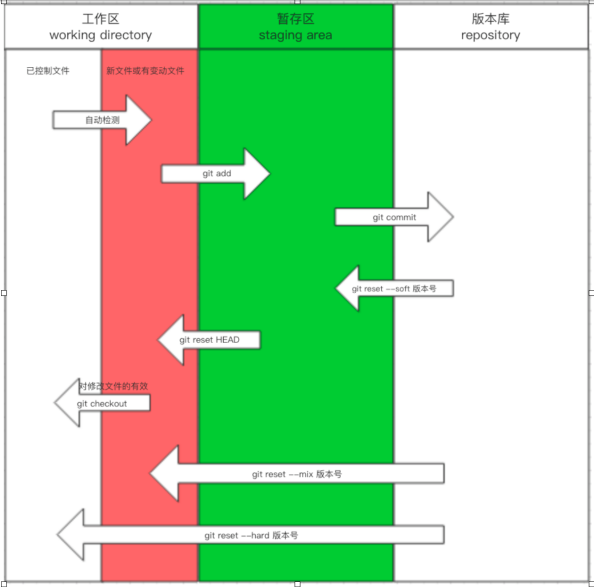 工作区
working directory
暂存区
staging area
版本库
repository
已控制文件
新文件或有变动文件
自动检测
git add
git commit
git reset --soft 版本号
git reset HEAD
对修改文件的有效
git checkout
git reset --mix 版本号
git reset --hard 版本号